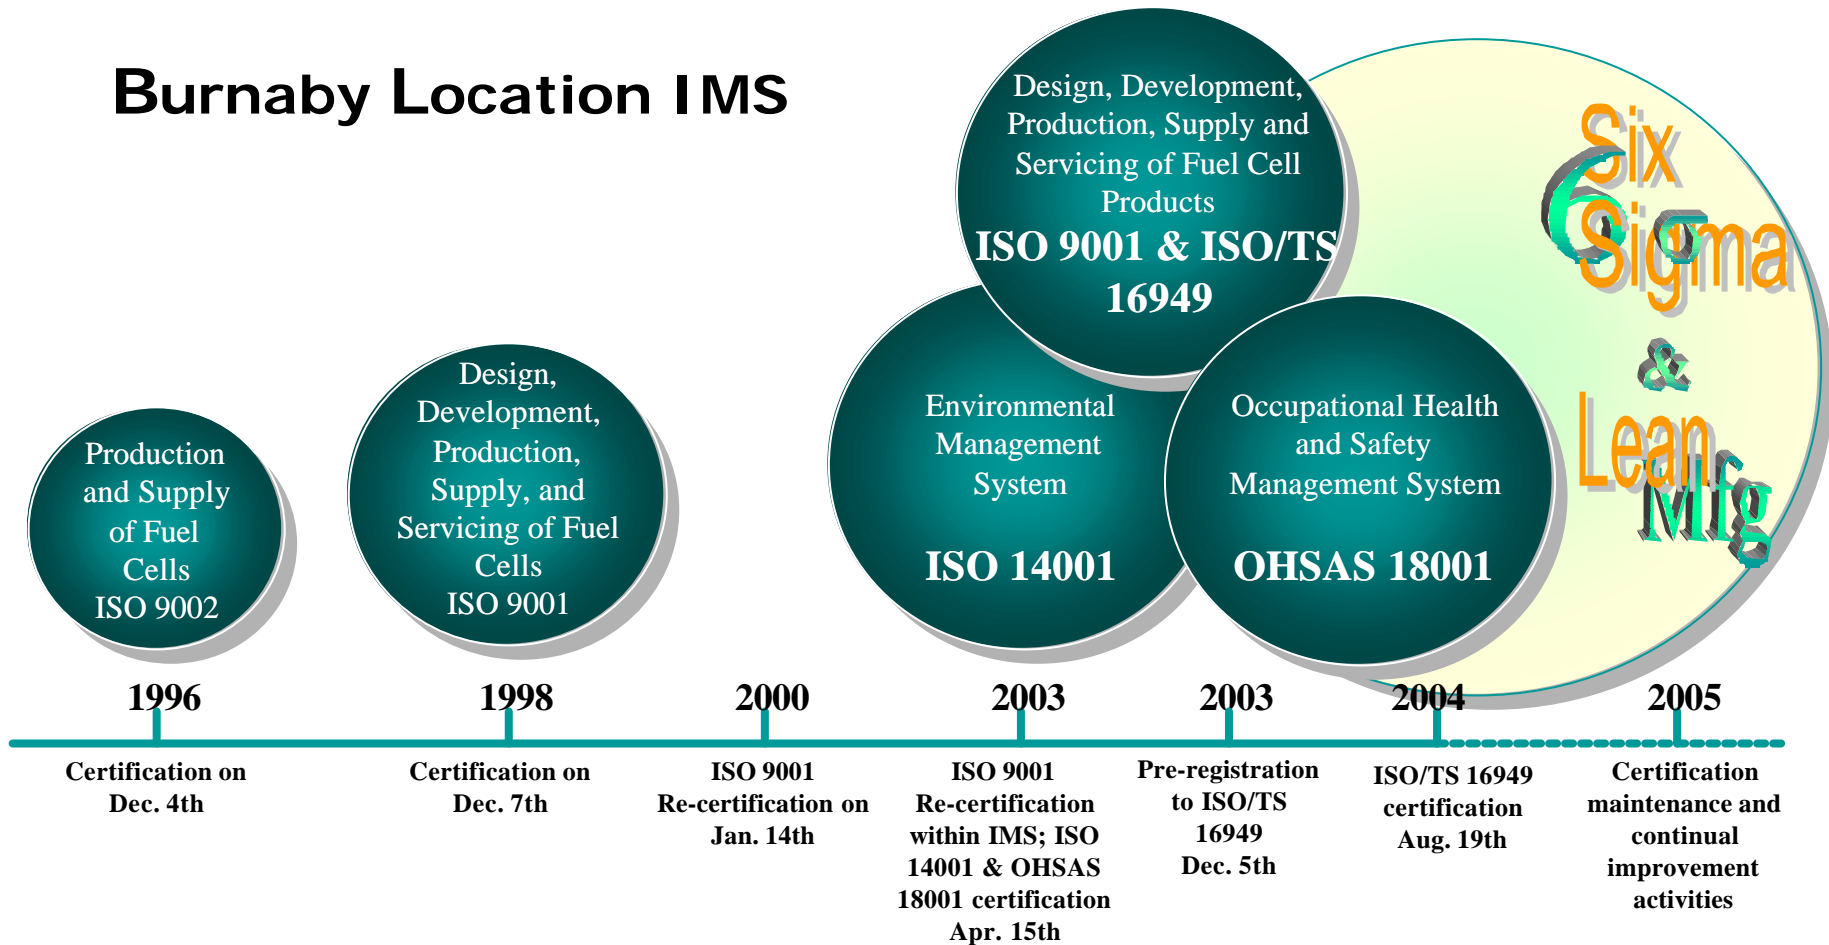 Burnaby Location IMS
Design, Development,
Production, Supply and
Servicing of Fuel Cell
Products
ISO 9001 & ISO/TS
16949
Six
Sigma
6 σ
&
Lean
Mfg
Production
and Supply
of Fuel
Cells
ISO 9002
Design,
Development,
Production,
Supply, and
Servicing of Fuel
Cells
ISO 9001
Environmental
Management
System
ISO 14001
Occupational Health
and Safety
Management System
OHSAS 18001
1996
Certification on
Dec. 4th
1998
Certification on
Dec. 7th
2000
ISO 9001
Re-certification on
Jan. 14th
2003
ISO 9001
Re-certification
within IMS; ISO
14001 & OHSAS
18001 certification
Apr. 15th
2003
Pre-registration
to ISO/TS
16949
Dec. 5th
2004
ISO/TS 16949
certification
Aug. 19th
2005
Certification
maintenance and
continual
improvement
activities